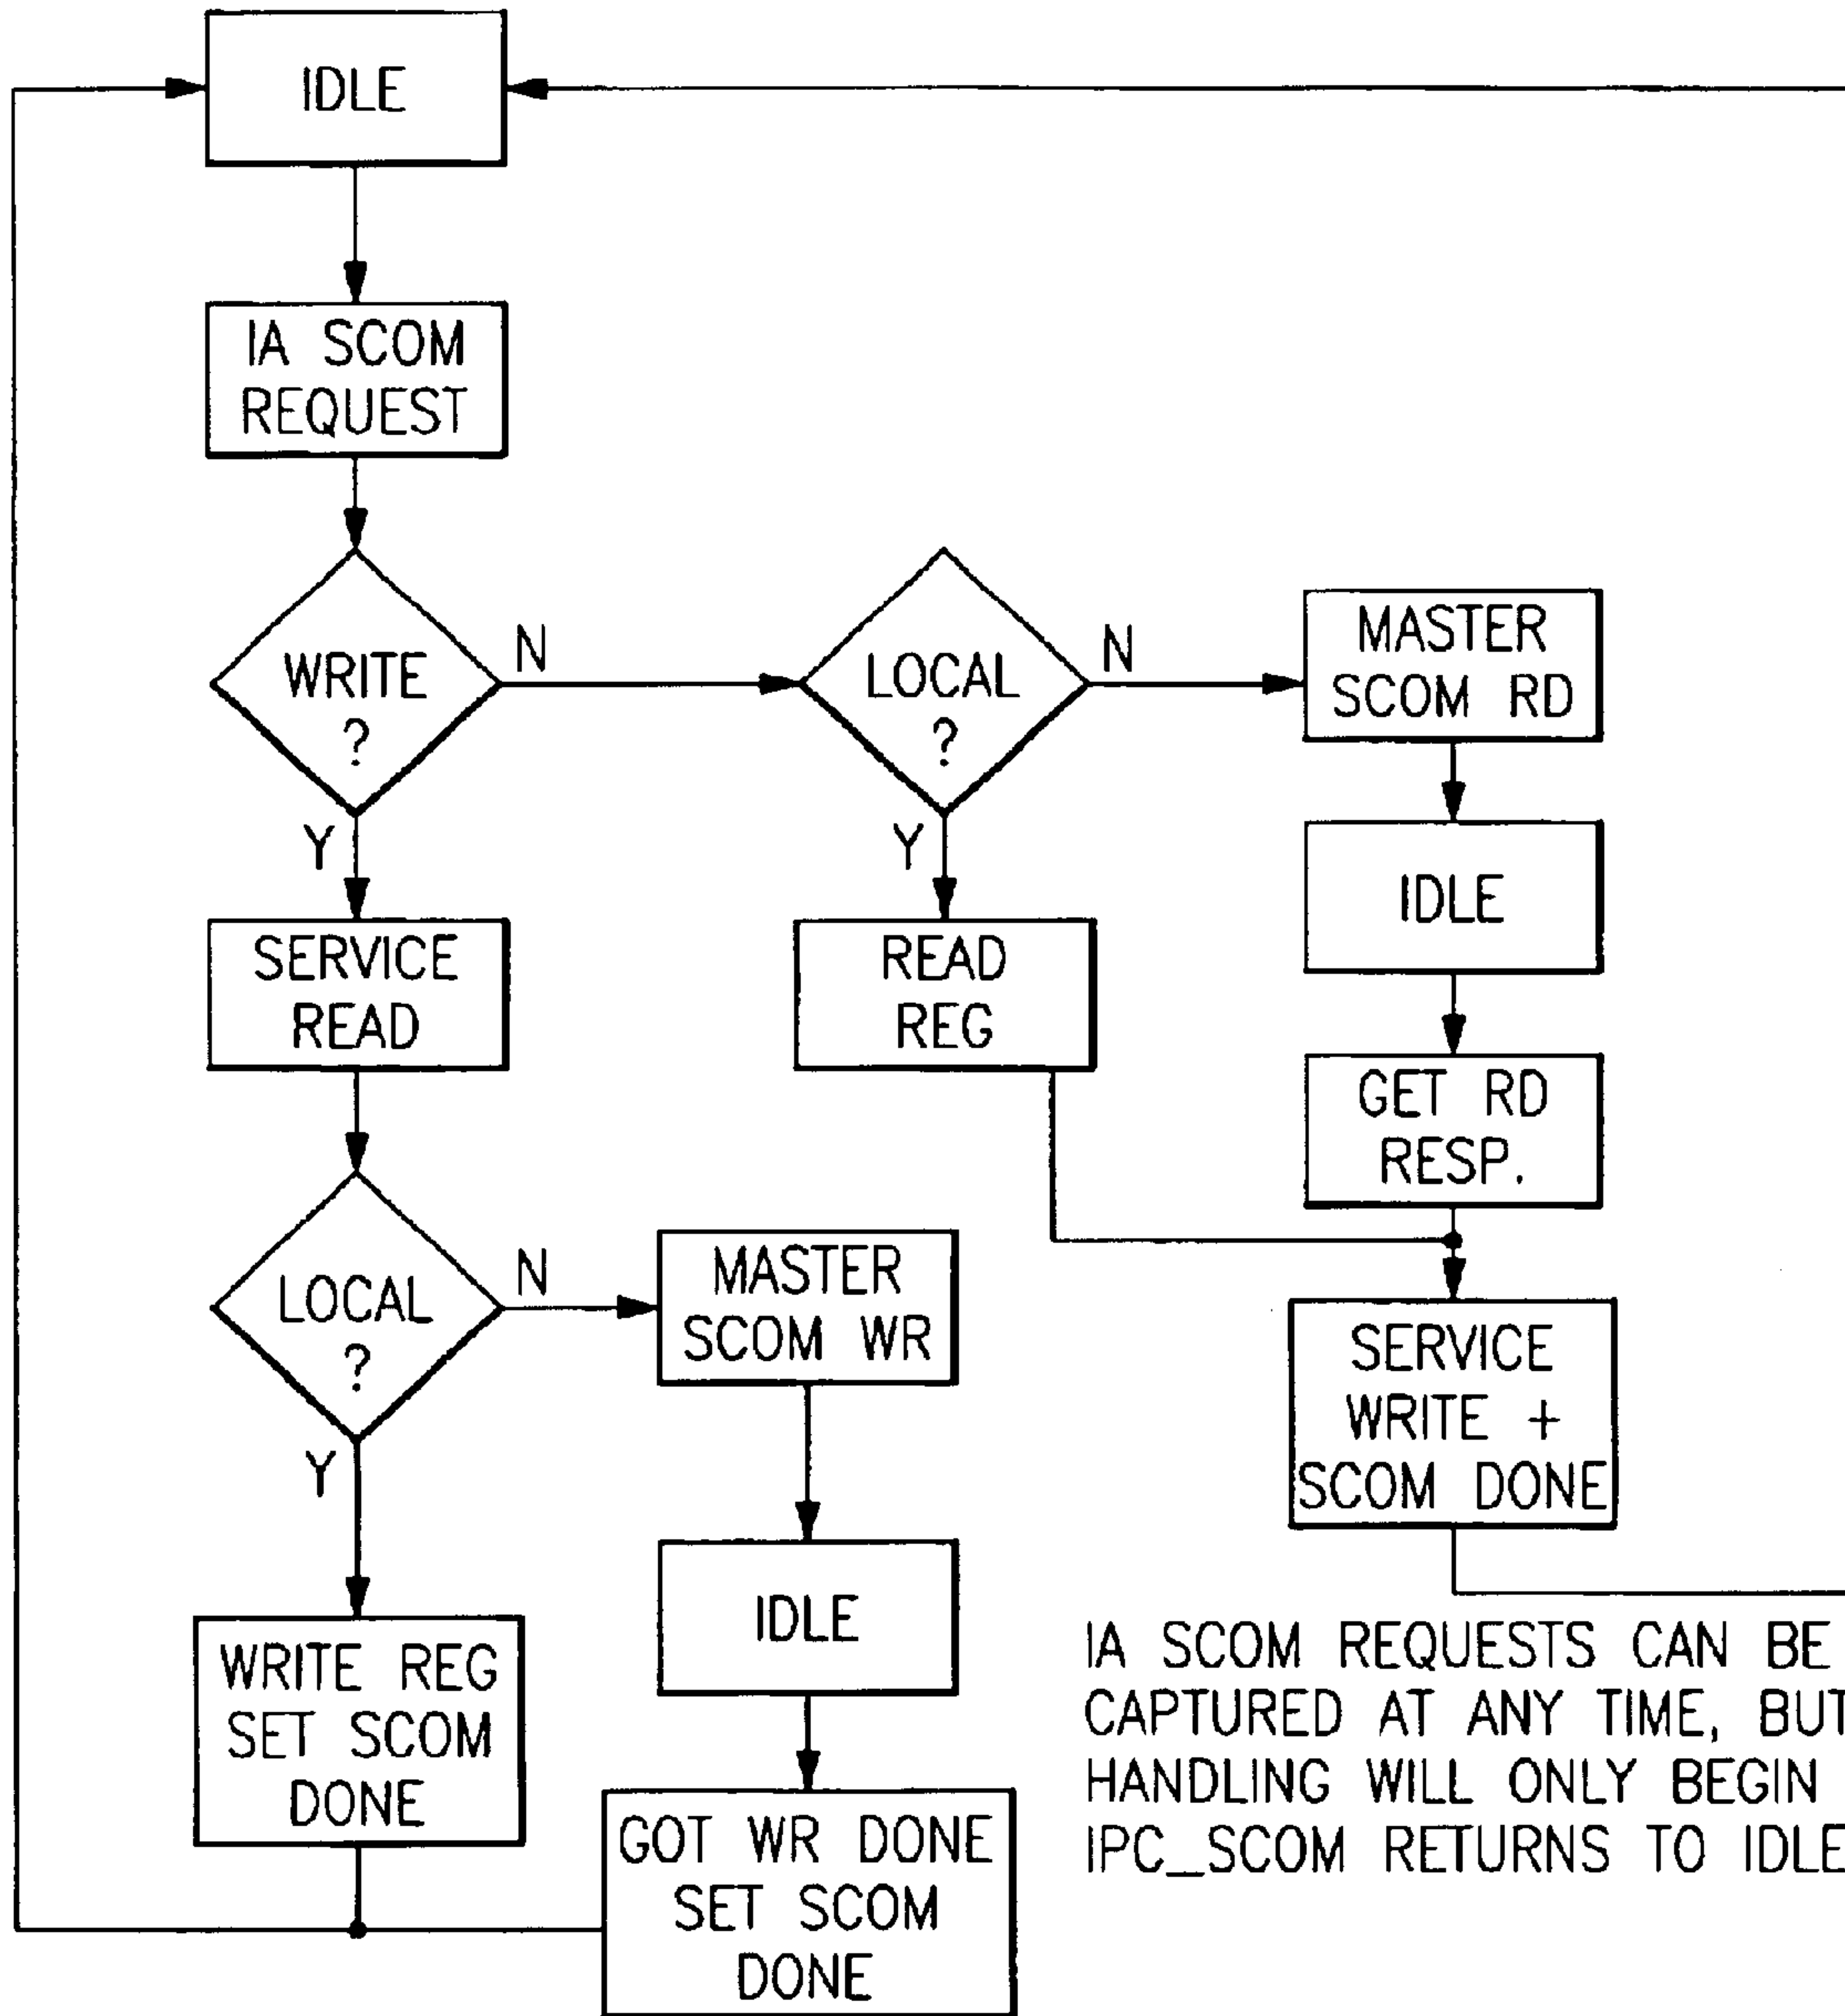 IDLE
IA SCOM
REQUEST
WRITE
?
N
Y
LOCAL
?
N
Y
MASTER
SCOM RD
IDLE
GET RD
RESP.
READ
REG
SERVICE
WRITE +
SCOM DONE
SERVICE
READ
LOCAL
?
N
Y
MASTER
SCOM WR
IDLE
WRITE REG
SET SCOM
DONE
GOT WR DONE
SET SCOM
DONE
IA SCOM REQUESTS CAN BE
CAPTURED AT ANY TIME, BUT
HANDLING WILL ONLY BEGIN
IPC_SCOM RETURNS TO IDLE